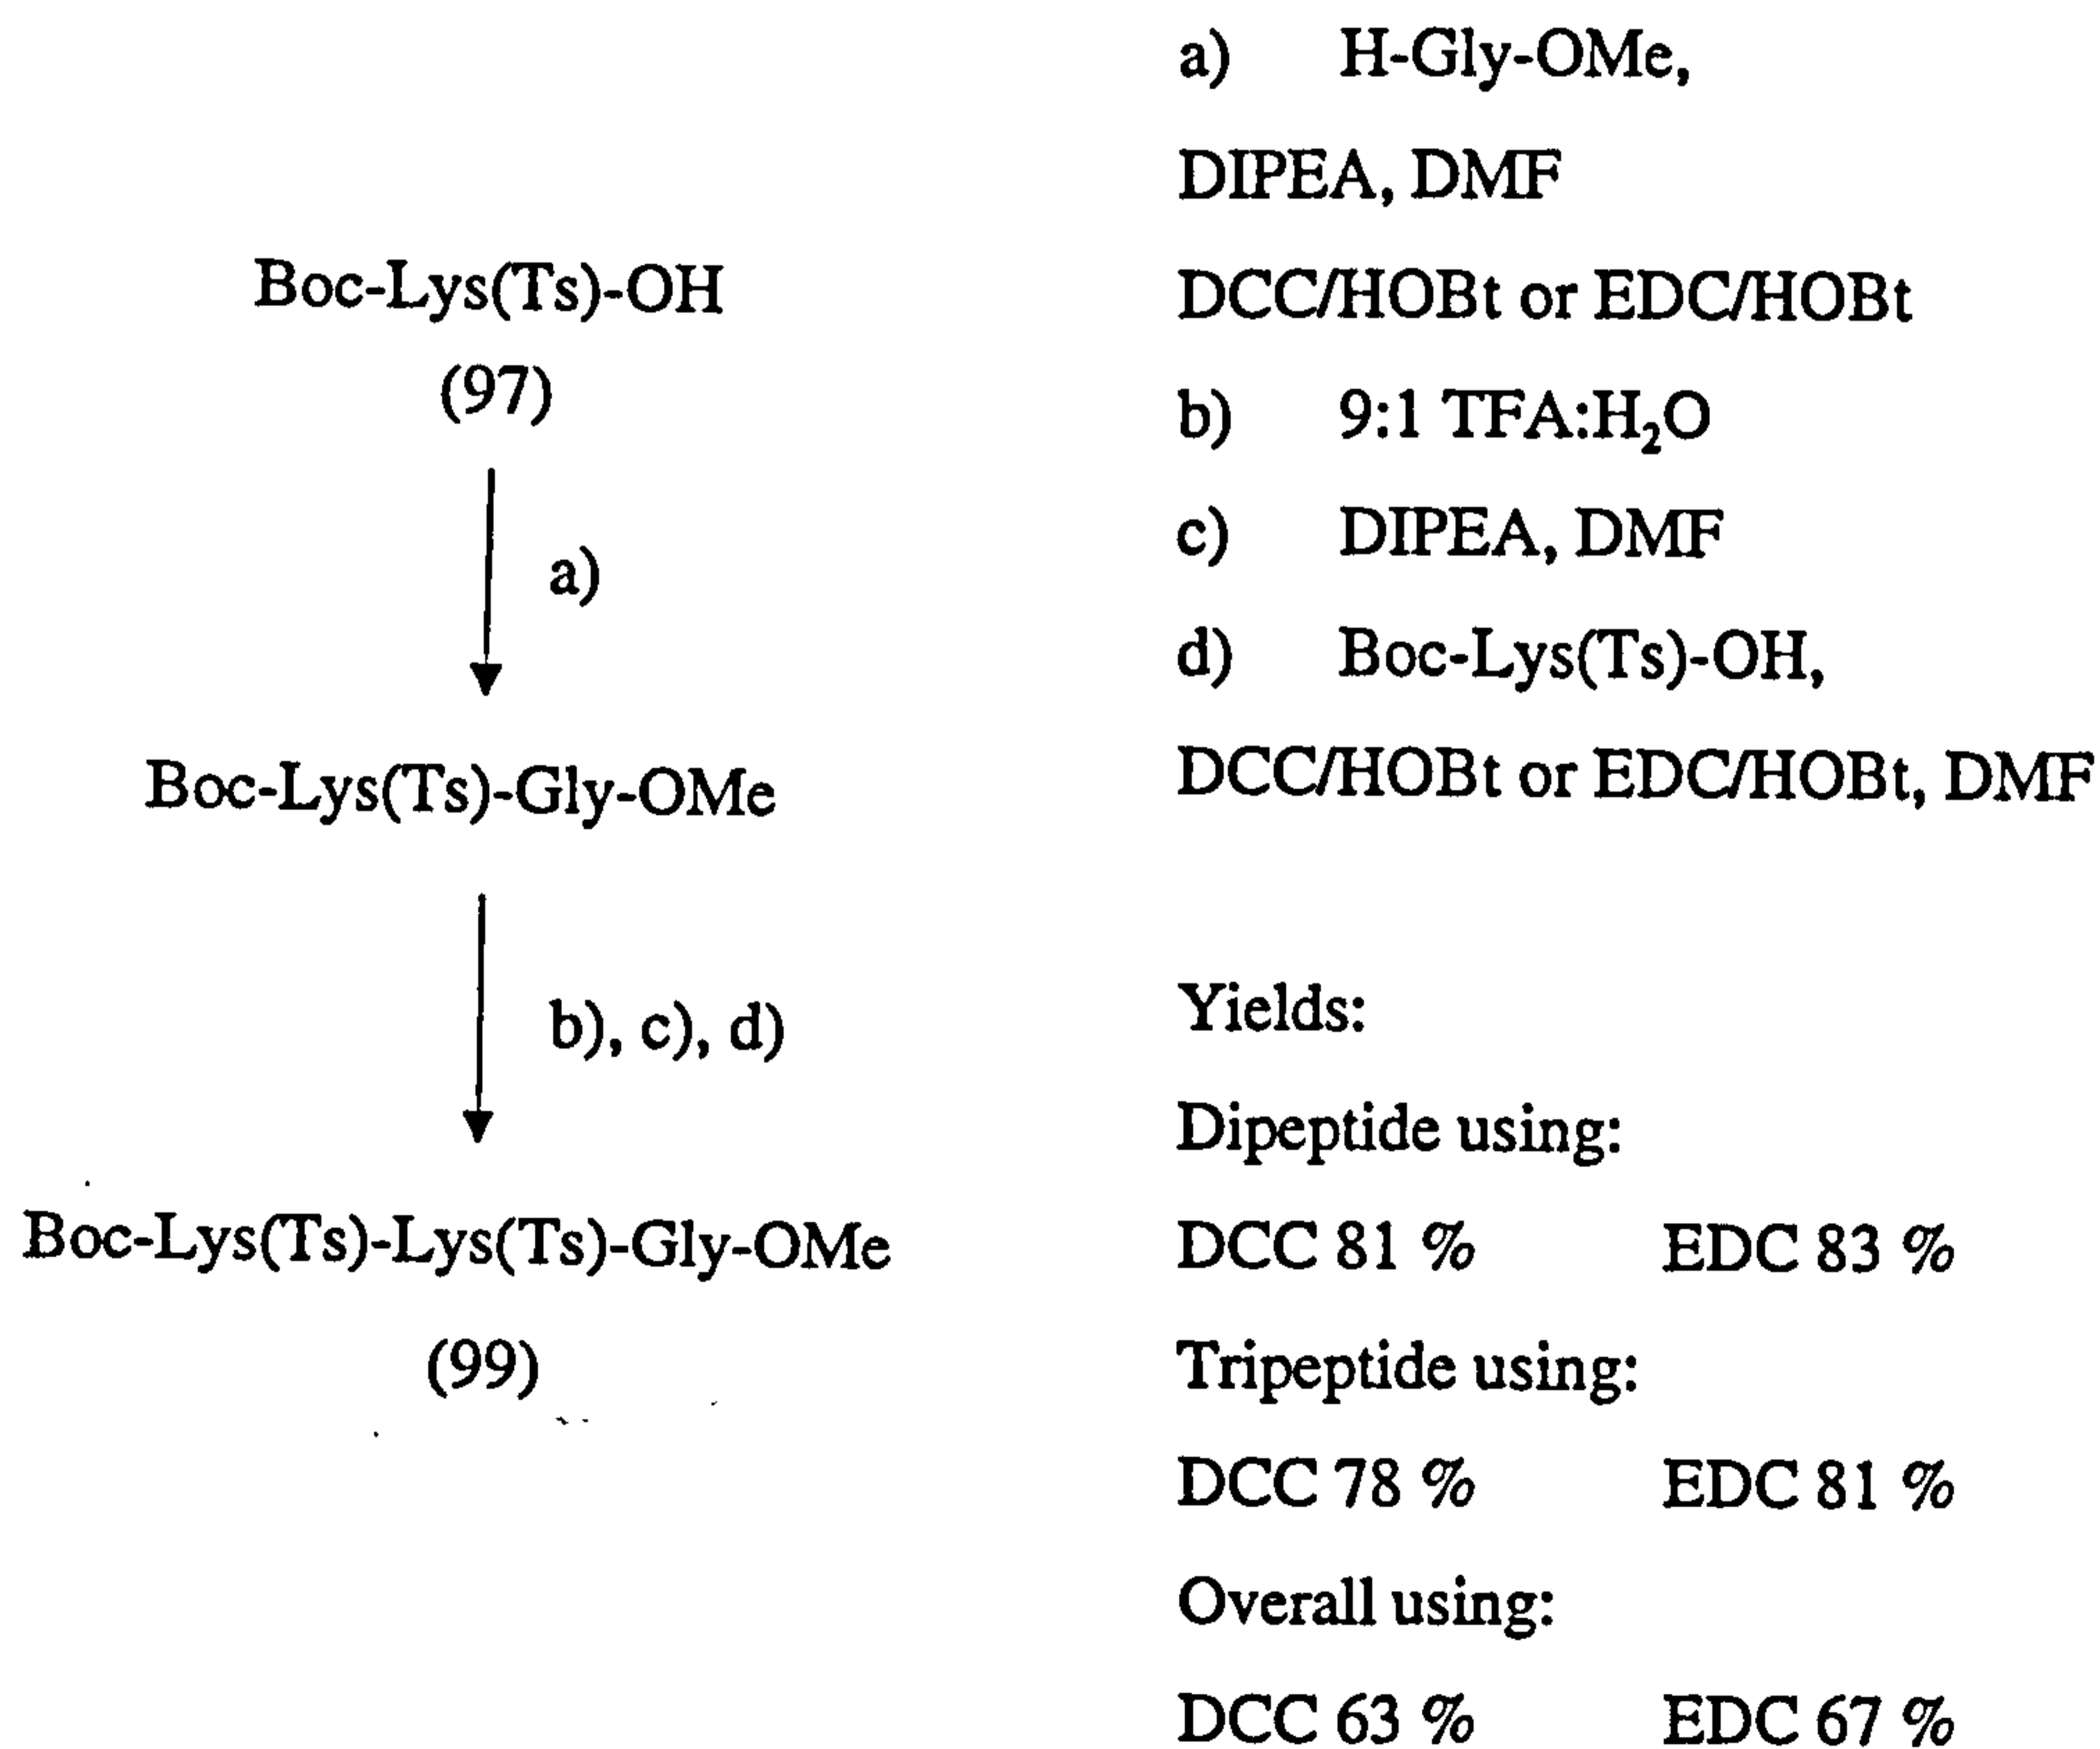 Boc-Lys(Ts)-OH
(97)
a)
Boc-Lys(Ts)-Gly-OMe
b), c), d)
Boc-Lys(Ts)-Lys(Ts)-Gly-OMe
(99)
a) H-Gly-OMe,
DIPEA, DMF
DCC/HOBt or EDC/HOBt
b) 9:1 TFA:H₂O
c) DIPEA, DMF
d) Boc-Lys(Ts)-OH,
DCC/HOBt or EDC/HOBt, DMF
Yields:
Dipeptide using:
DCC 81 % EDC 83 %
Tripeptide using:
DCC 78 % EDC 81 %
Overall using:
DCC 63 % EDC 67 %